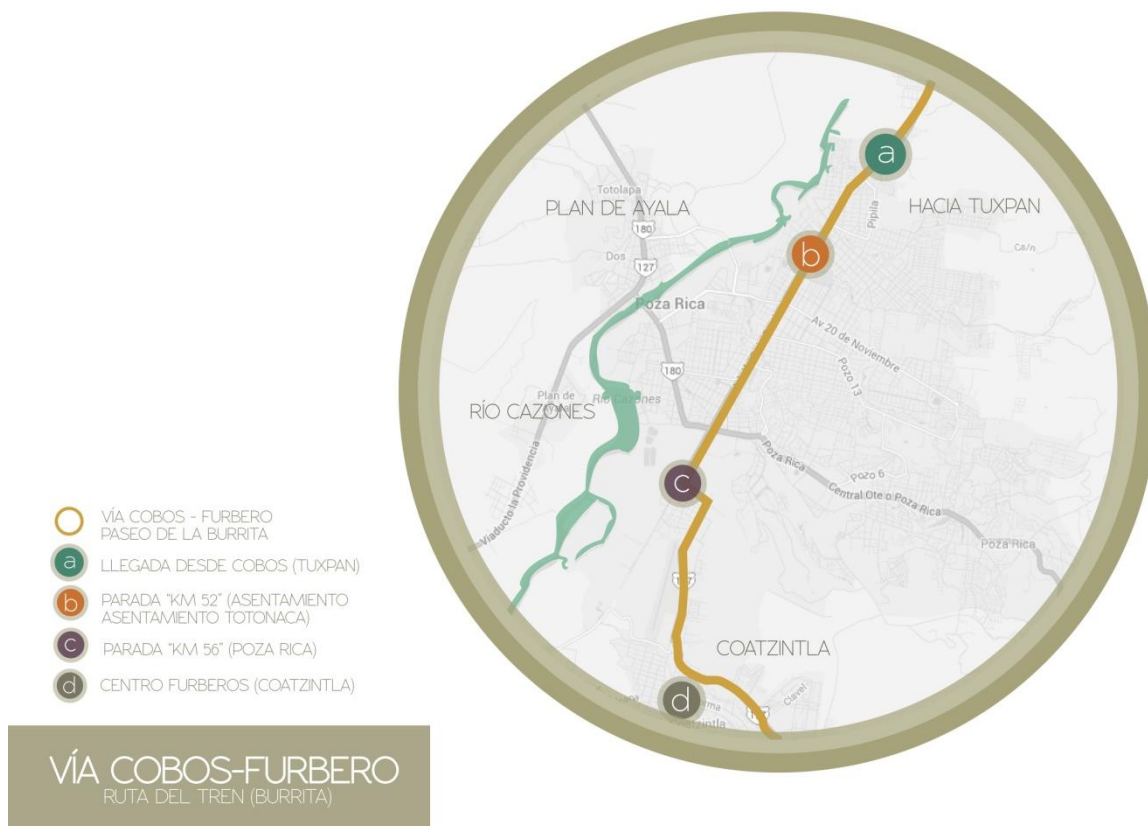 a
HACIA TUXPAN
PLAN DE AYALA
Totolapa
180
Dos
127
Pipila
b
Poza Rica
Av 20 de Noviembre
180
Pozo 13
RÍO CAZONES
Río Cazones
Plan de
Viaducto la Providencia
c
Poza Rica
Pozo 6
Central Ote o Poza Rica
Poza Rica
COATZINTLA
d
Clavel
VÍA COBOS - FURBERO
PASEO DE LA BURRITA
a LLEGADA DESDE COBOS (TUXPAN)
b PARADA "KM 52" (ASENTAMIENTO
ASENTAMIENTO TOTONACA)
c PARADA "KM 56" (POZA RICA)
d CENTRO FURBEROS (COATZINTLA)
VÍA COBOS-FURBERO
RUTA DEL TREN (BURRITA)